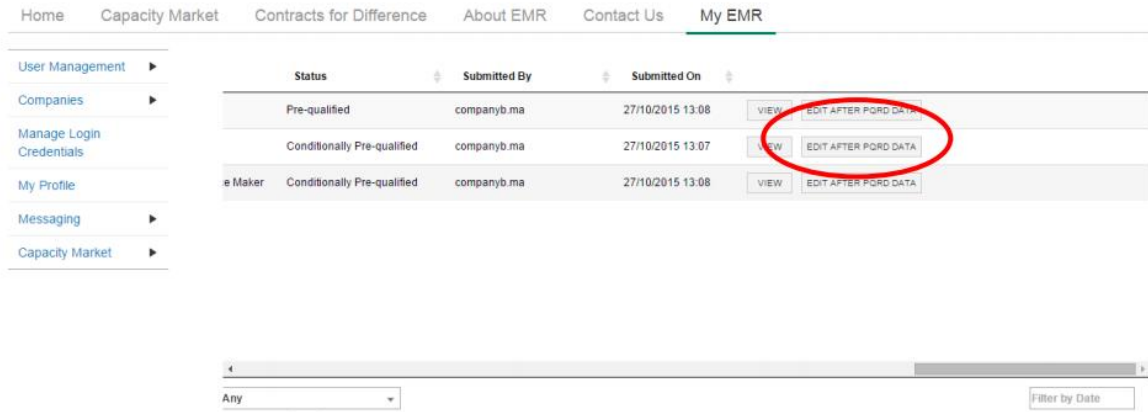 Home Capacity Market Contracts for Difference About EMR Contact Us My EMR
User Management
Companies
Manage Login
Credentials
My Profile
Messaging
Capacity Market
Status Submitted By Submitted On
Pre-qualified companyb.ma 27/10/2015 13:08 VIEW EDIT AFTER PQRD DATA
Conditionally Pre-qualified companyb.ma 27/10/2015 13:07 VIEW EDIT AFTER PQRD DATA
e Maker Conditionally Pre-qualified companyb.ma 27/10/2015 13:08 VIEW EDIT AFTER PQRD DATA
Any Filter by Date